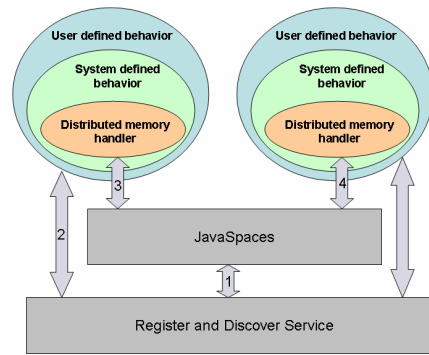 User defined behavior
System defined
behavior
Distributed memory
handler
User defined behavior
System defined
behavior
Distributed memory
handler
3
4
2
JavaSpaces
1
Register and Discover Service